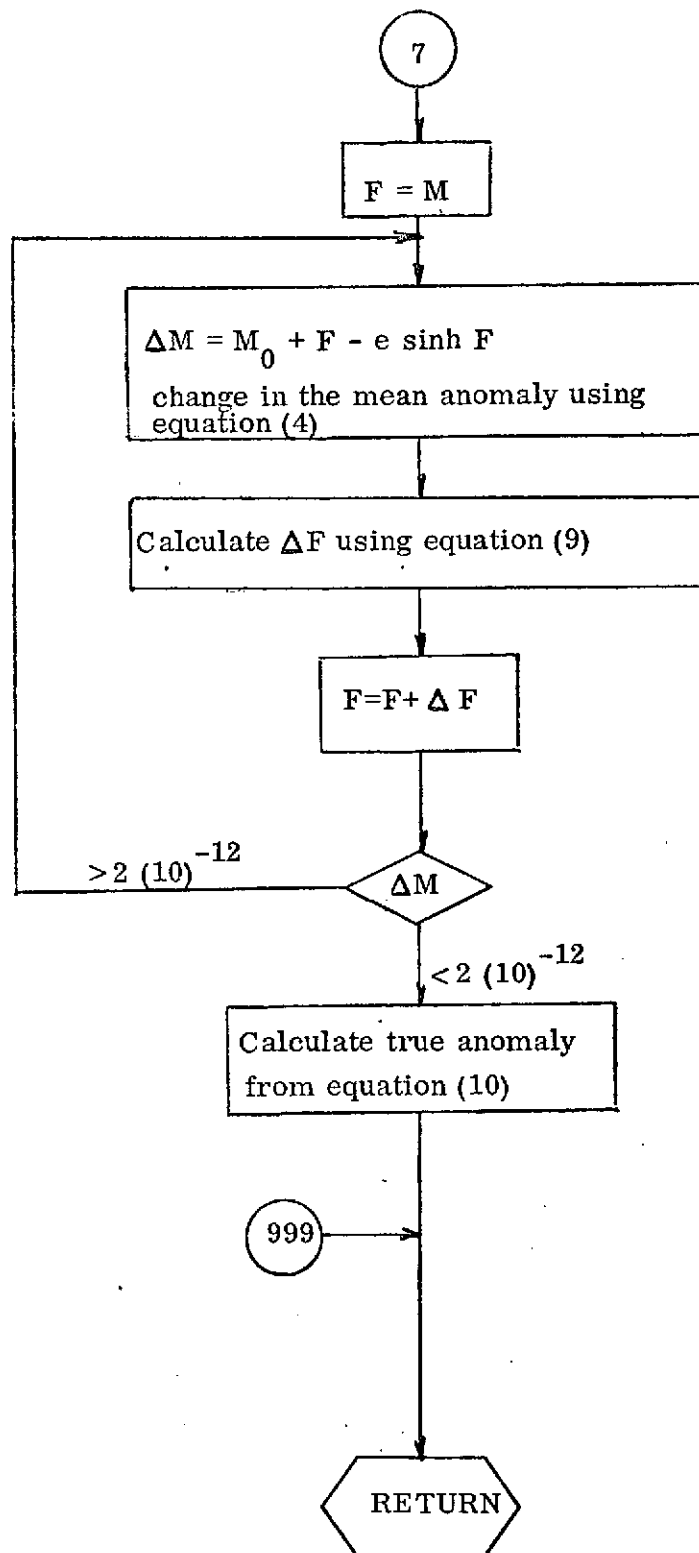 7
F = M
ΔM = M₀ + F - e sinh F
change in the mean anomaly using
equation (4)
Calculate ΔF using equation (9)
F=F+ Δ F
>2 (10)⁻¹²
ΔM
<2 (10)⁻¹²
Calculate true anomaly
from equation (10)
999
RETURN